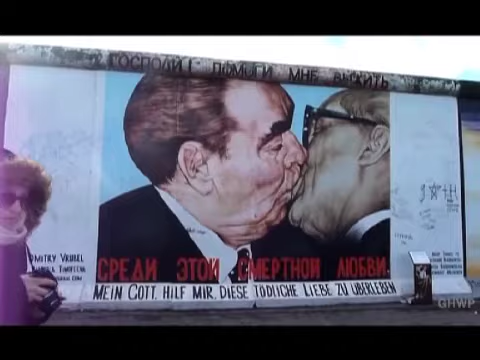 ГОСПОДИ! ПОМОГИ МНЕ ВЫЖИТЬ
DMITRY VRUBEL
СРЕДИ ЭТОЙ СМЕРТНОЙ ЛЮБВИ
MEIN GOTT. HILF MIR, DIESE TÖDLICHE LIEBE ZU ÜBERLEBEN
GHWP